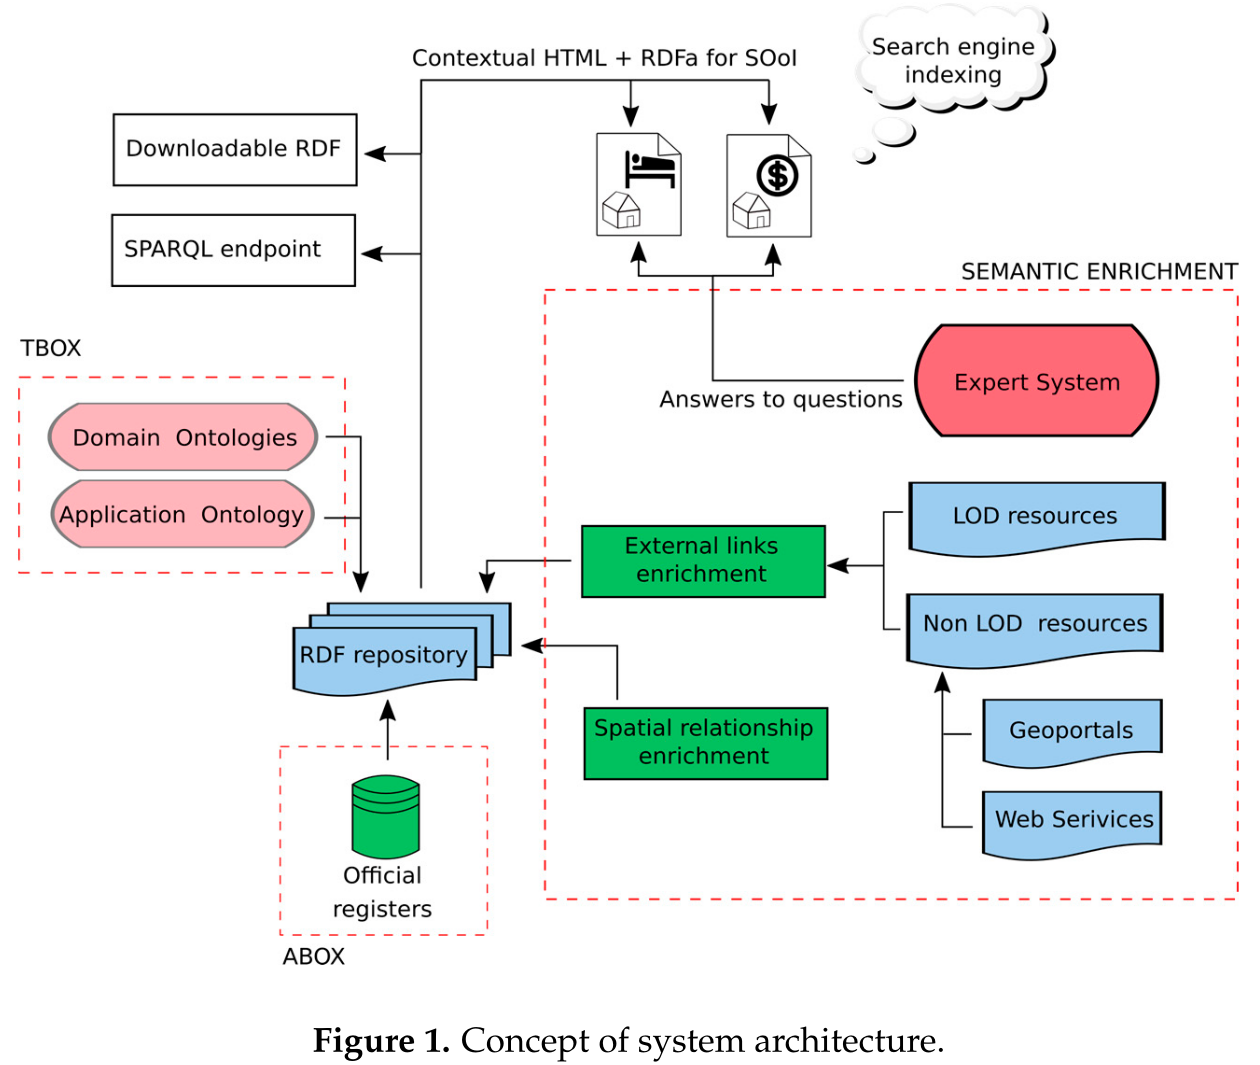 Contextual HTML + RDFa for SOoI
Search engine
indexing
Downloadable RDF
SPARQL endpoint
$
SEMANTIC ENRICHMENT
TBOX
Expert System
Answers to questions
Domain Ontologies
Application Ontology
LOD resources
External links
enrichment
Non LOD resources
RDF repository
Spatial relationship
enrichment
Geoportals
Web Serivices
Official
registers
ABOX
Figure 1. Concept of system architecture.